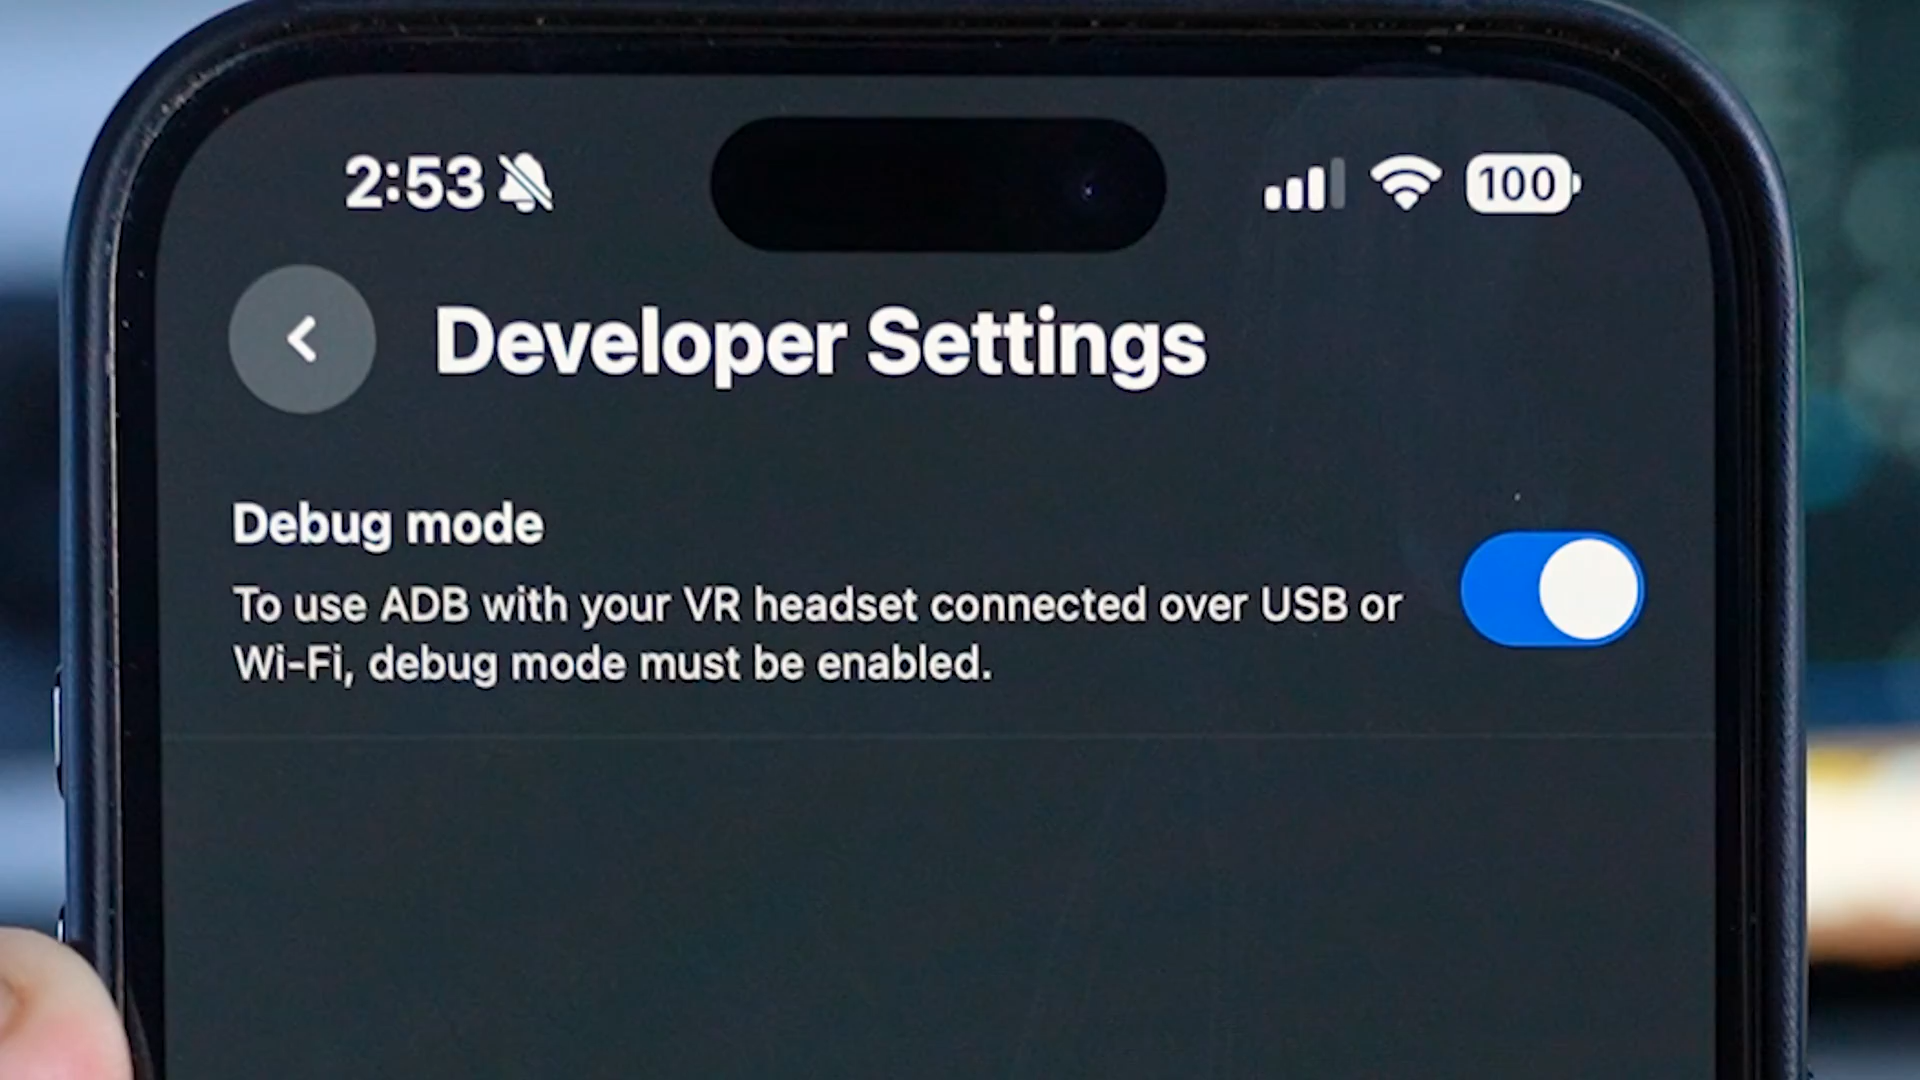 2:53
100
Developer Settings
Debug mode
To use ADB with your VR headset connected over USB or
Wi-Fi, debug mode must be enabled.